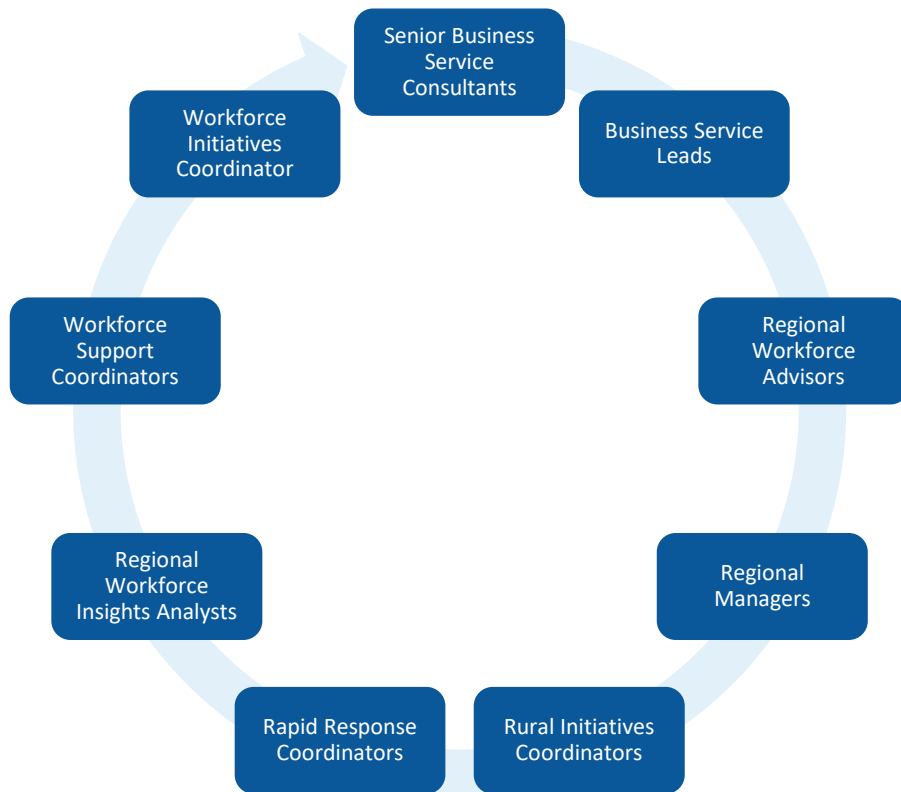 Senior Business
Service
Consultants
Business Service
Leads
Regional
Workforce
Advisors
Regional
Managers
Rural Initiatives
Coordinators
Rapid Response
Coordinators
Regional
Workforce
Insights Analysts
Workforce
Support
Coordinators
Workforce
Initiatives
Coordinator